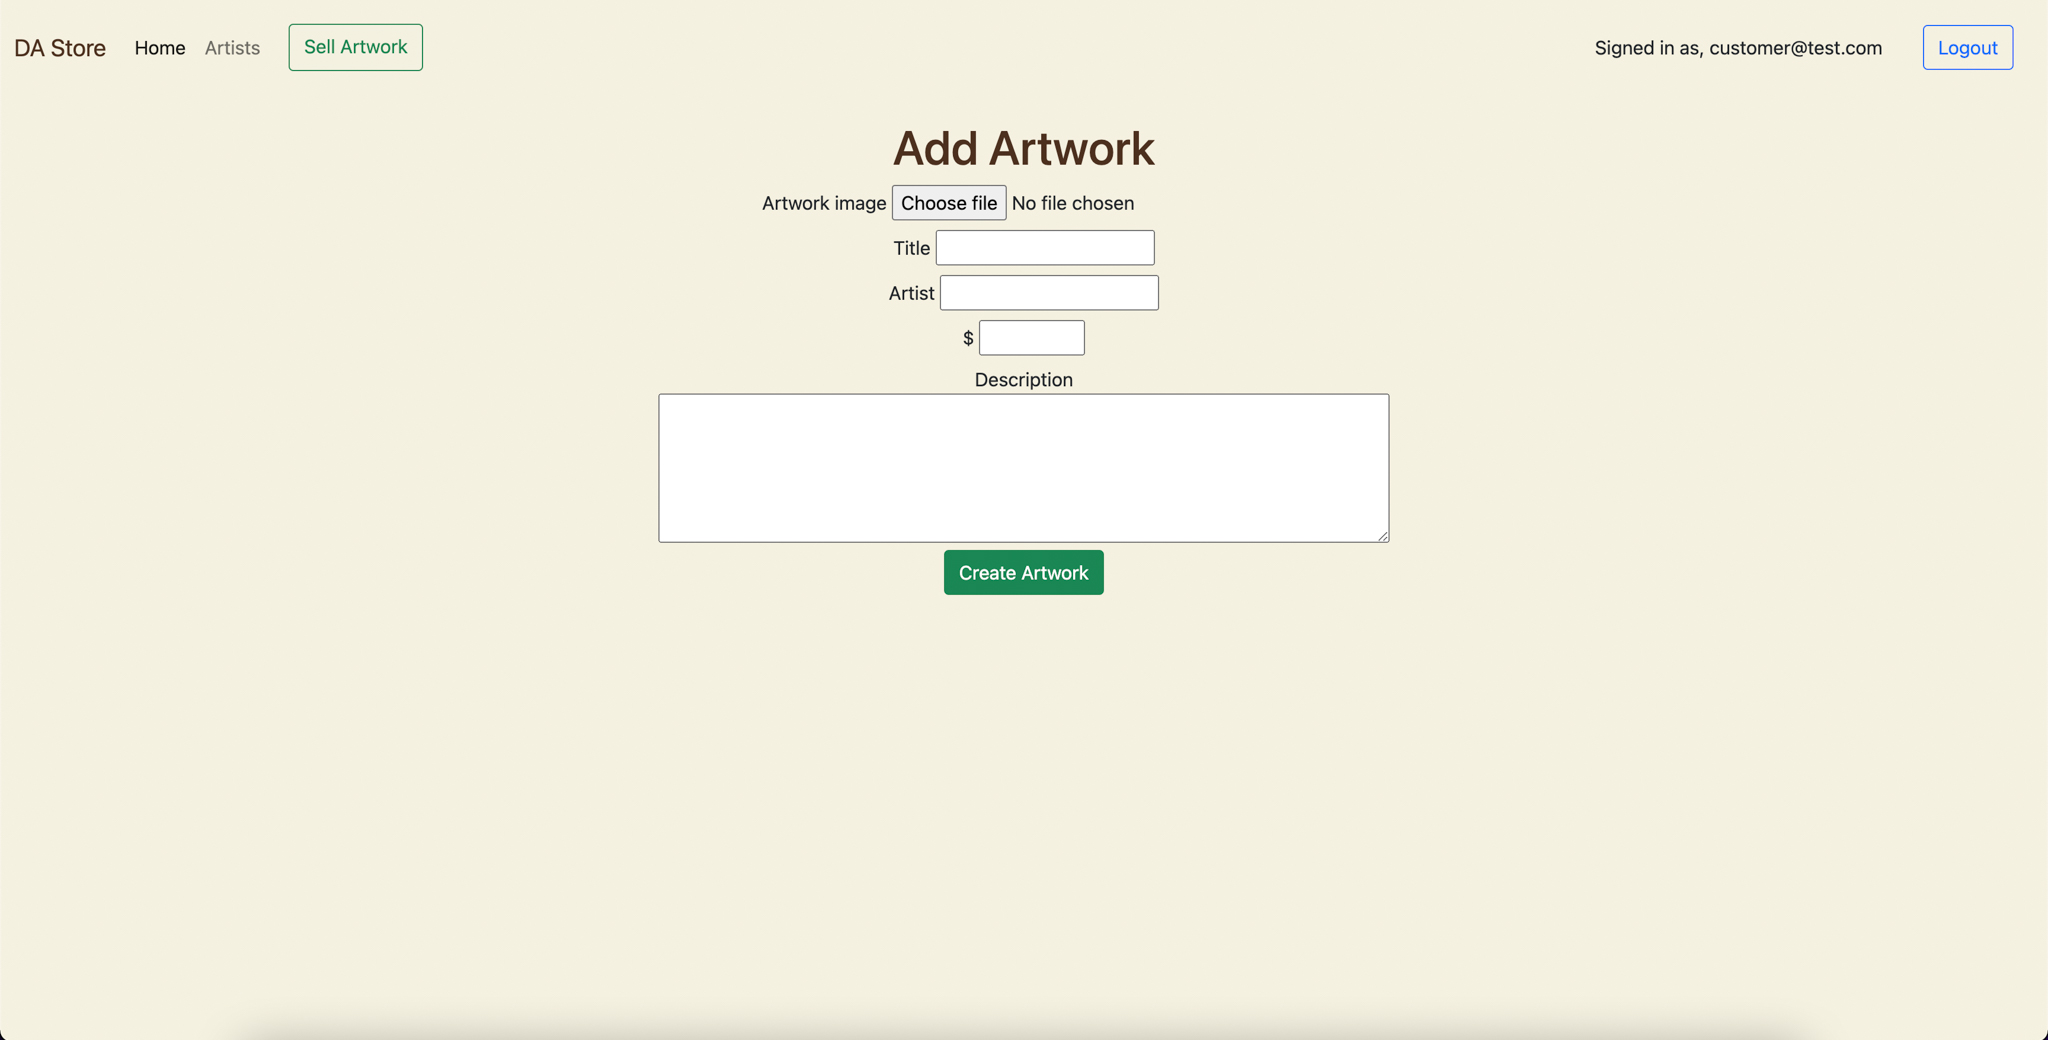 DA Store Home Artists Sell Artwork Signed in as, customer@test.com Logout
Add Artwork
Artwork image Choose file No file chosen
Title
Artist
$
Description
Create Artwork